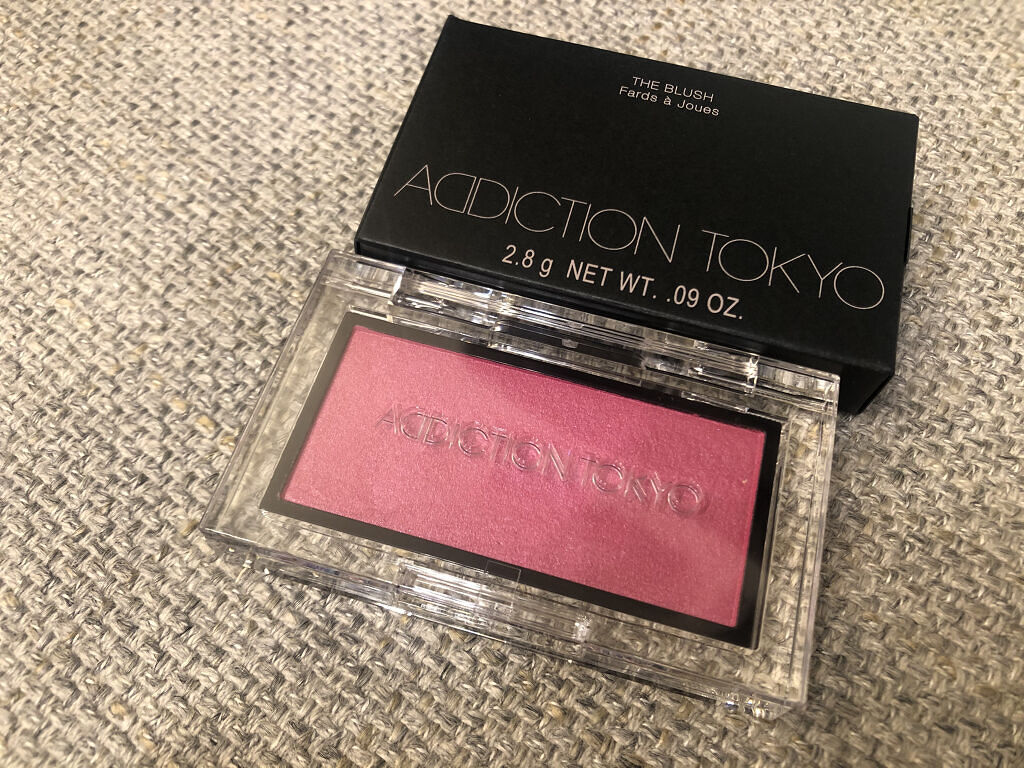 THE BLUSH
Fards à Joues
ADDICTION TOKYO
2.8 g NET WT. .09 OZ.
ADDICTION TOKYO